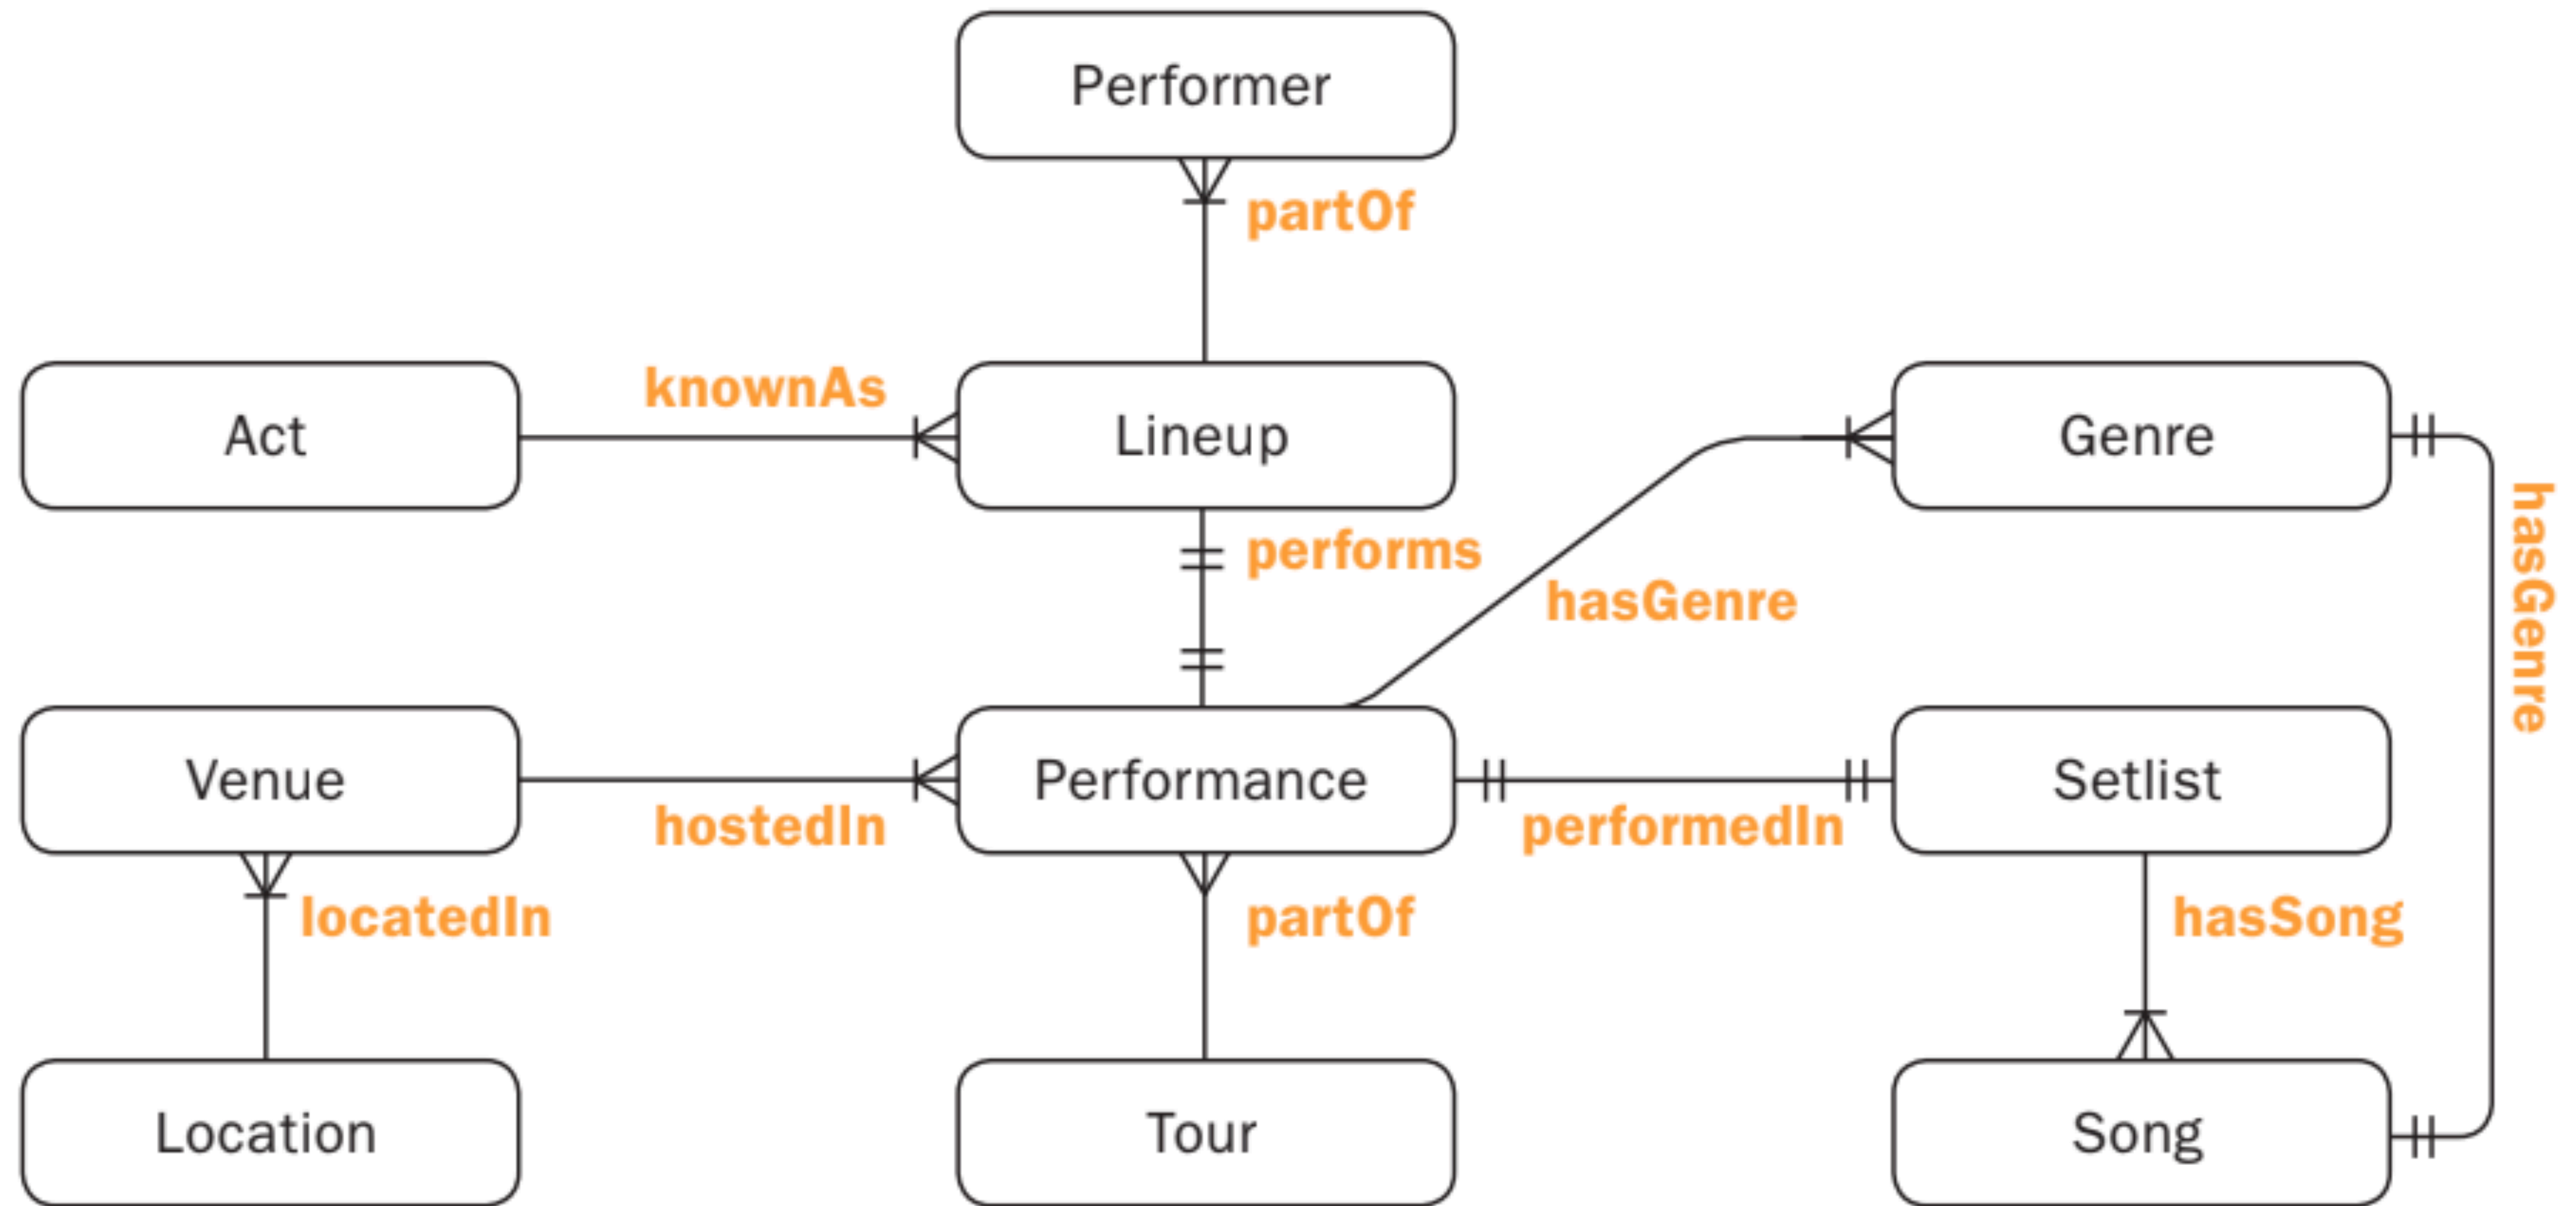 Performer
partOf
Act
knownAs
Lineup
Genre
performs
hasGenre
hasGenre
Venue
hostedIn
Performance
performedIn
Setlist
locatedIn
partOf
hasSong
Location
Tour
Song